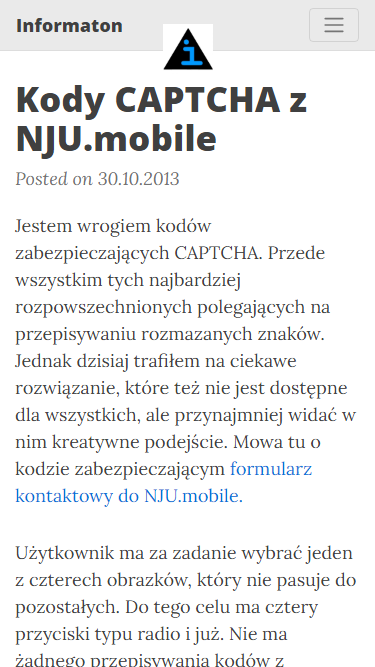 Informaton
i
Kody CAPTCHA z
NJU.mobile
Posted on 30.10.2013
Jestem wrogiem kodów
zabezpieczających CAPTCHA. Przede
wszystkim tych najbardziej
rozpowszechnionych polegających na
przepisywaniu rozmazanych znaków.
Jednak dzisiaj trafiłem na ciekawe
rozwiązanie, które też nie jest dostępne
dla wszystkich, ale przynajmniej widać w
nim kreatywne podejście. Mowa tu o
kodzie zabezpieczającym formularz
kontaktowy do NJU.mobile.
Użytkownik ma za zadanie wybrać jeden
z czterech obrazków, który nie pasuje do
pozostałych. Do tego celu ma cztery
przyciski typu radio i już. Nie ma
żadnego przepisywania kodów z